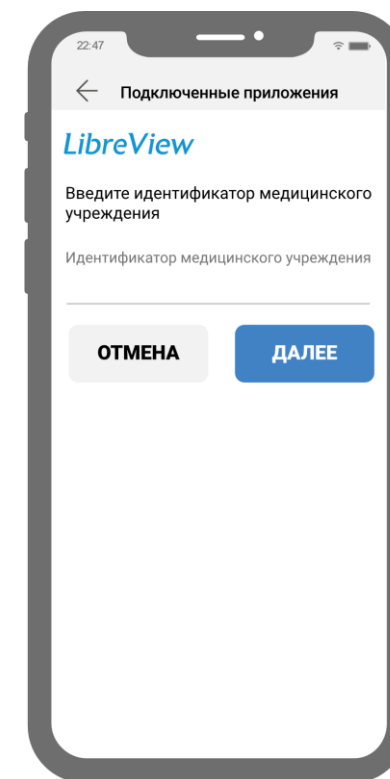 22:47
Подключенные приложения
LibreView
Введите идентификатор медицинского
учреждения
Идентификатор медицинского учреждения
ОТМЕНА
ДАЛЕЕ